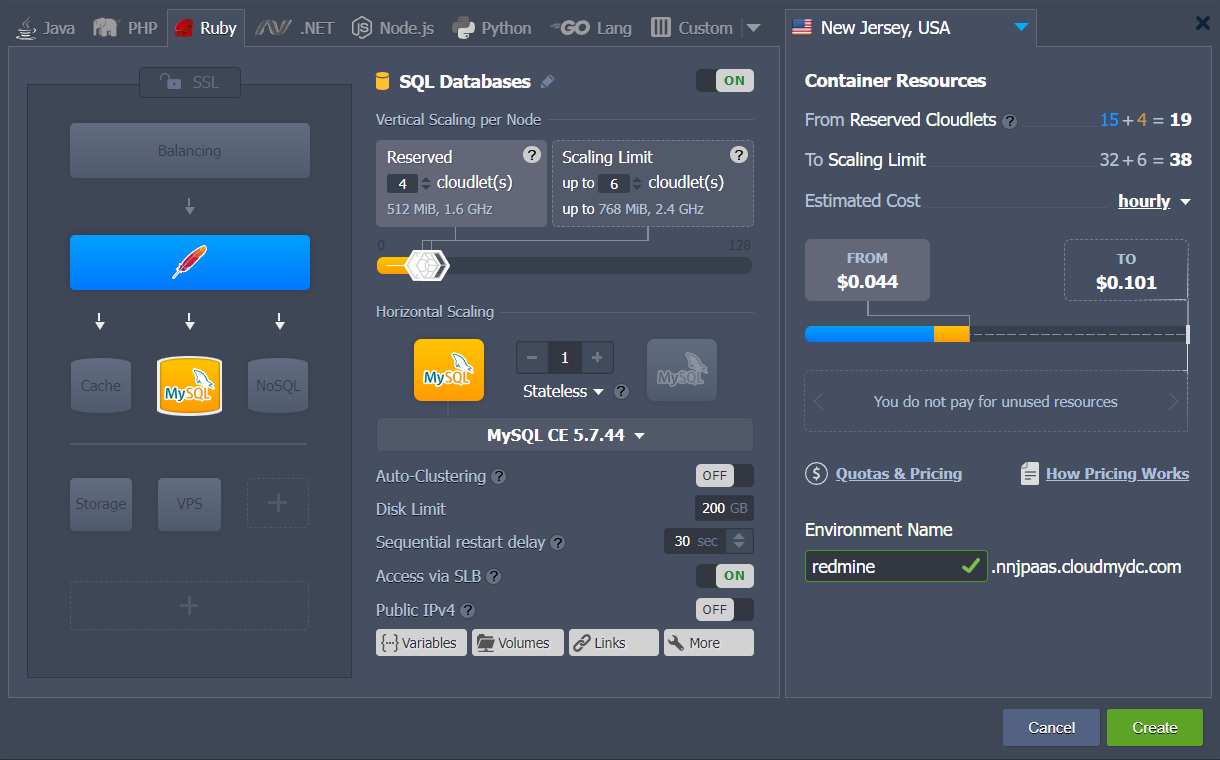 Java PHP Ruby .NET Node.js Python GO Lang Custom
SSL
Balancing
Cache MySQL NoSQL
Storage VPS
SQL Databases ON
Vertical Scaling per Node
Reserved ?
4 cloudlet(s)
512 MiB, 1.6 GHz
Scaling Limit ?
up to 6 cloudlet(s)
up to 768 MiB, 2.4 GHz
0 128
Horizontal Scaling
MySQL 1 MySQL
Stateless ?
MySQL CE 5.7.44
Auto-Clustering ? OFF
Disk Limit 200 GB
Sequential restart delay ? 30 sec
Access via SLB ? ON
Public IPv4 ? OFF
Variables Volumes Links More
New Jersey, USA
Container Resources
From Reserved Cloudlets ? 15 + 4 = 19
To Scaling Limit 32 + 6 = 38
Estimated Cost hourly
FROM
$0.044
TO
$0.101
You do not pay for unused resources
$ Quotas & Pricing How Pricing Works
Environment Name
redmine .nnjpaas.cloudmydc.com
Cancel Create